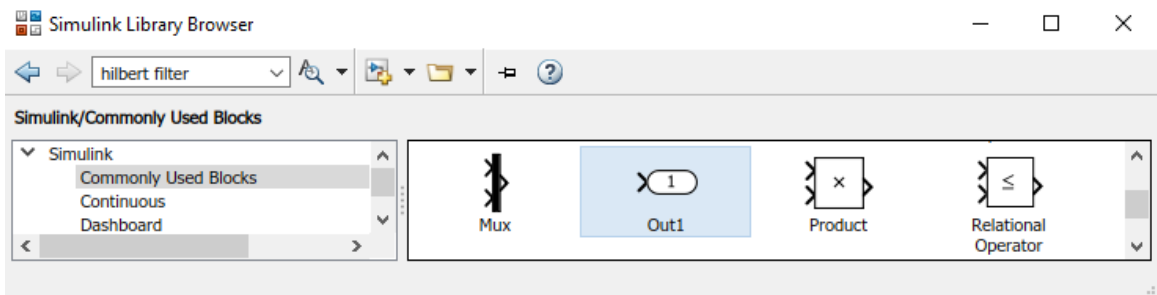 Simulink Library Browser
hilbert filter
Simulink/Commonly Used Blocks
Simulink
Commonly Used Blocks
Continuous
Dashboard
Mux
1
Out1
×
Product
≤
Relational
Operator